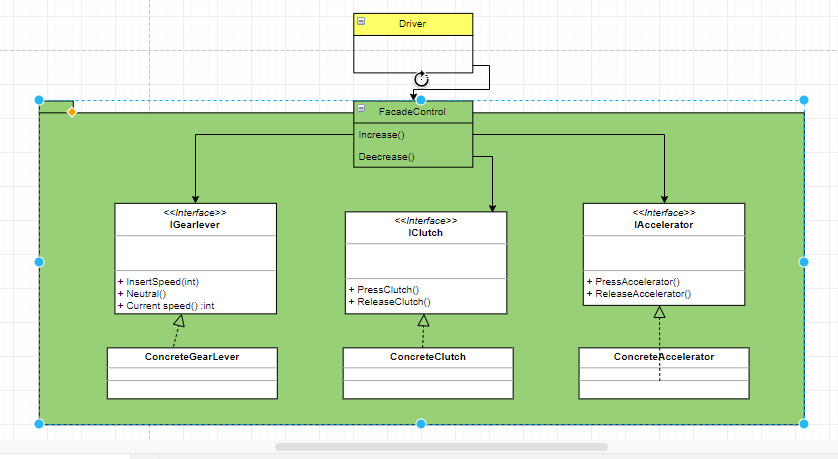 Driver
FacadeControl
Increase()
Deecrease()
<<Interface>>
IGearlever
+ InsertSpeed(int)
+ Neutral()
+ Current speed() :int
<<Interface>>
IClutch
+ PressClutch()
+ ReleaseClutch()
<<Interface>>
IAccelerator
+ PressAccelerator()
+ ReleaseAccelerator()
ConcreteGearLever
ConcreteClutch
ConcreteAccelerator